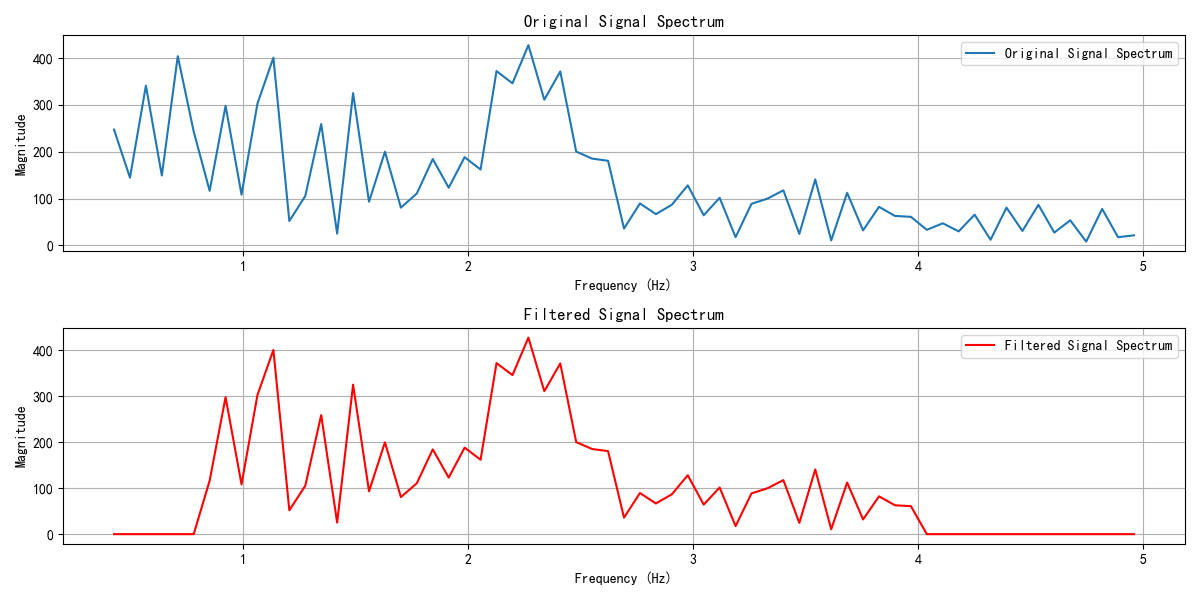 Original Signal Spectrum
Original Signal Spectrum
Magnitude
400
300
200
100
0
1
2
3
4
5
Frequency (Hz)
Filtered Signal Spectrum
Filtered Signal Spectrum
Magnitude
400
300
200
100
0
1
2
3
4
5
Frequency (Hz)